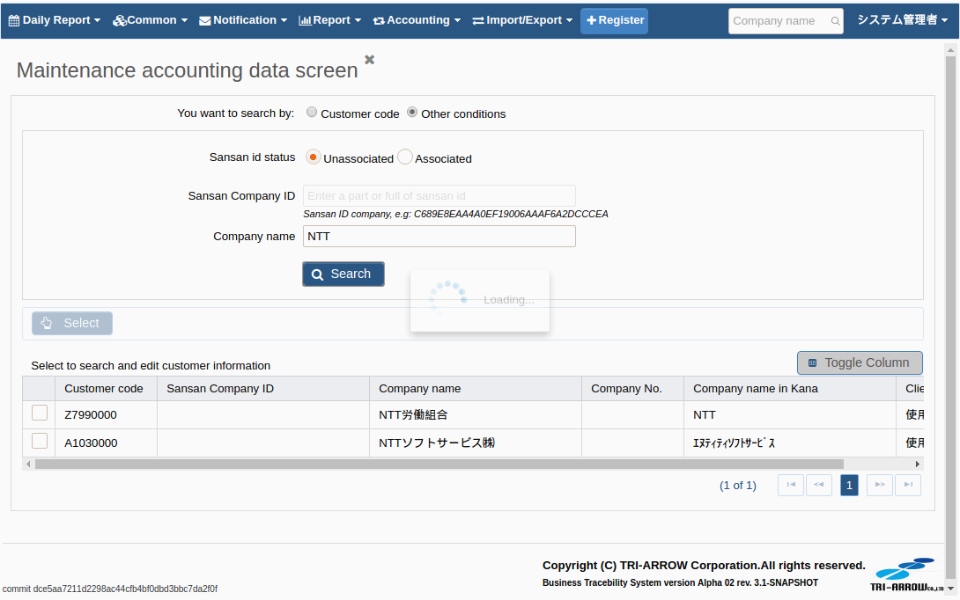 Daily Report Common Notification Report Accounting Import/Export Register Company name システム管理者
Maintenance accounting data screen
You want to search by: Customer code Other conditions
Sansan id status Unassociated Associated
Sansan Company ID Enter a part or full of sansan id
Sansan ID company, e.g: C689E8EAA4A0EF19006AAAF6A2DCCCEA
Company name NTT
Search
Loading...
Select
Select to search and edit customer information Toggle Column
Customer code Sansan Company ID Company name Company No. Company name in Kana Clie
Z7990000 NTT労働組合 NTT 使用
A1030000 NTTソフトサービス㈱ エヌティティソフトサービス 使用
(1 of 1) 1
Copyright (C) TRI-ARROW Corporation.All rights reserved.
Business Tracebility System version Alpha 02 rev. 3.1-SNAPSHOT
TRI-ARROW CO.,LTD
commit dce5aa7211d2298ac44cfb4bf0dbd3bbc7da2f0f